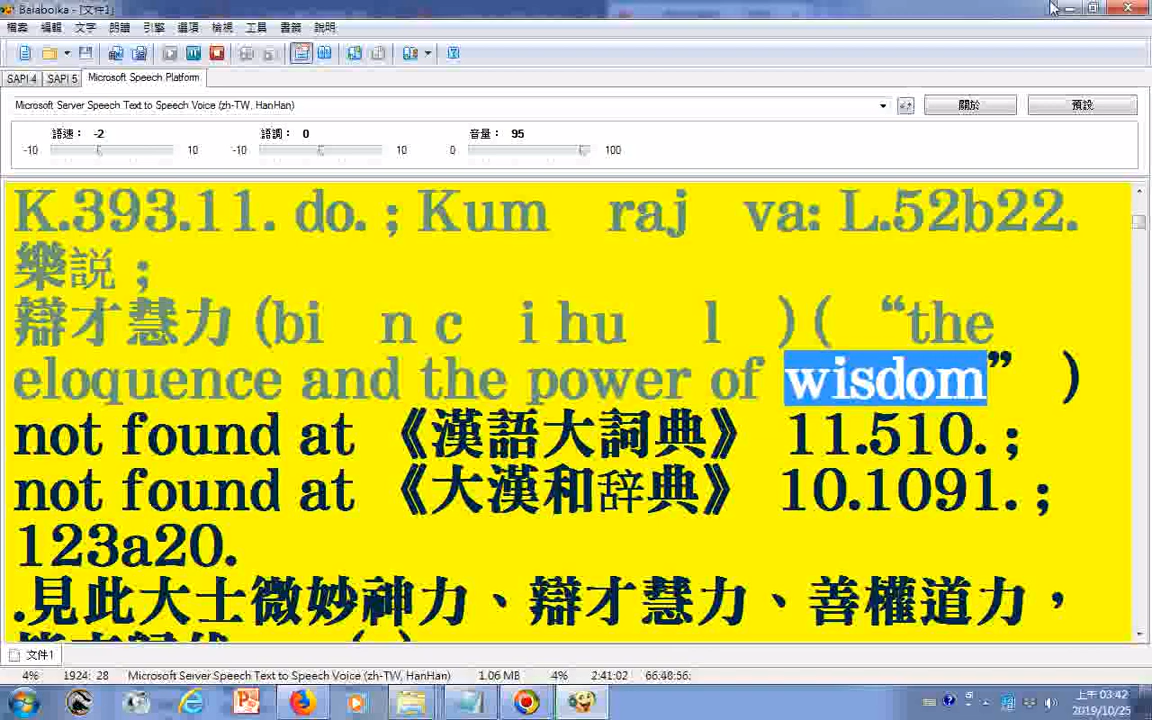 Balabolka - [文件1]
檔案 編輯 文字 朗讀 引擎 選項 檢視 工具 書籤 說明
SAPI 4 SAPI 5 Microsoft Speech Platform
Microsoft Server Speech Text to Speech Voice (zh-TW, HanHan) 關於 預設
語速： -2 語調： 0 音量： 95
-10 10 -10 10 0 100
K.393.11. do. ; Kum raj va: L.52b22.
樂説 ;
辯才慧力 (bi n c i hu l ) ( “the
eloquence and the power of wisdom” )
not found at 《漢語大詞典》 11.510. ;
not found at 《大漢和辞典》 10.1091. ;
123a20.
.見此大士微妙神力、辯才慧力、善權道力，
文件1
4% 1924: 28 Microsoft Server Speech Text to Speech Voice (zh-TW, HanHan) 1.06 MB 4% 2:41:02 66:48:56;
上午 03:42
2019/10/25